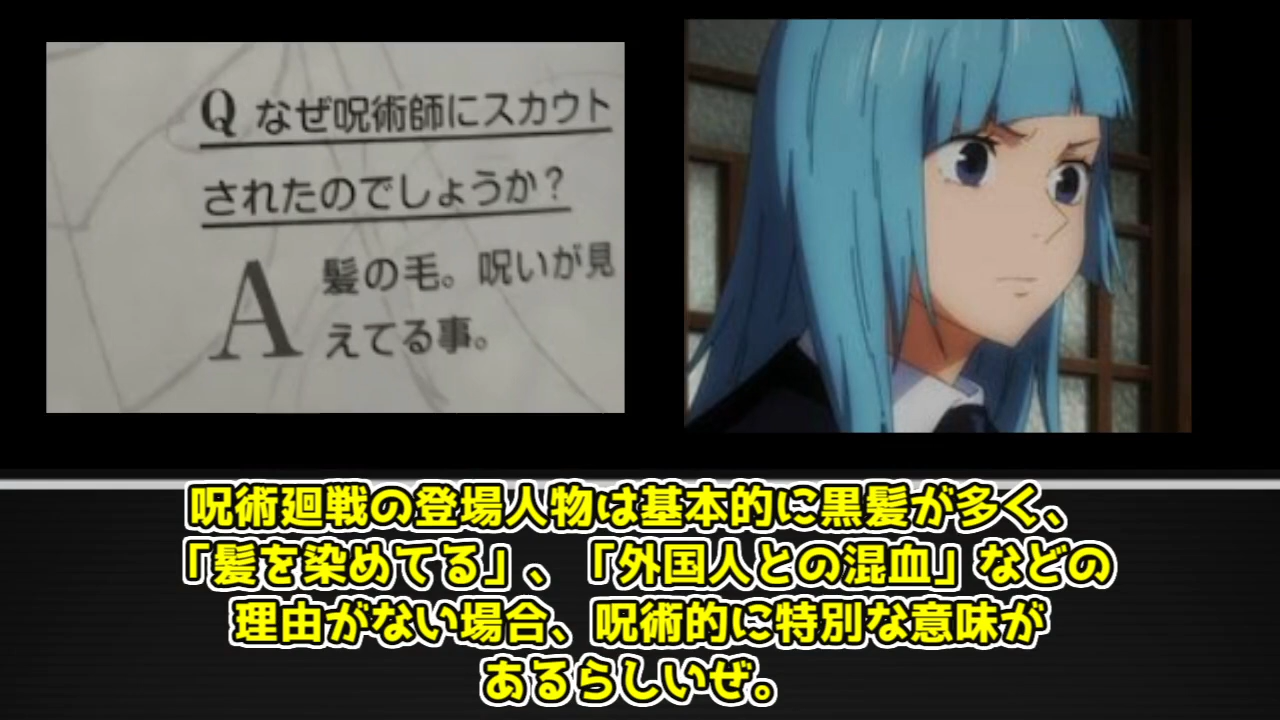 Q なぜ呪術師にスカウト
されたのでしょうか?
A 髪の毛。呪いが見
えてる事。
呪術廻戦の登場人物は基本的に黒髪が多く、
「髪を染めてる」、「外国人との混血」などの
理由がない場合、呪術的に特別な意味が
あるらしいぜ。